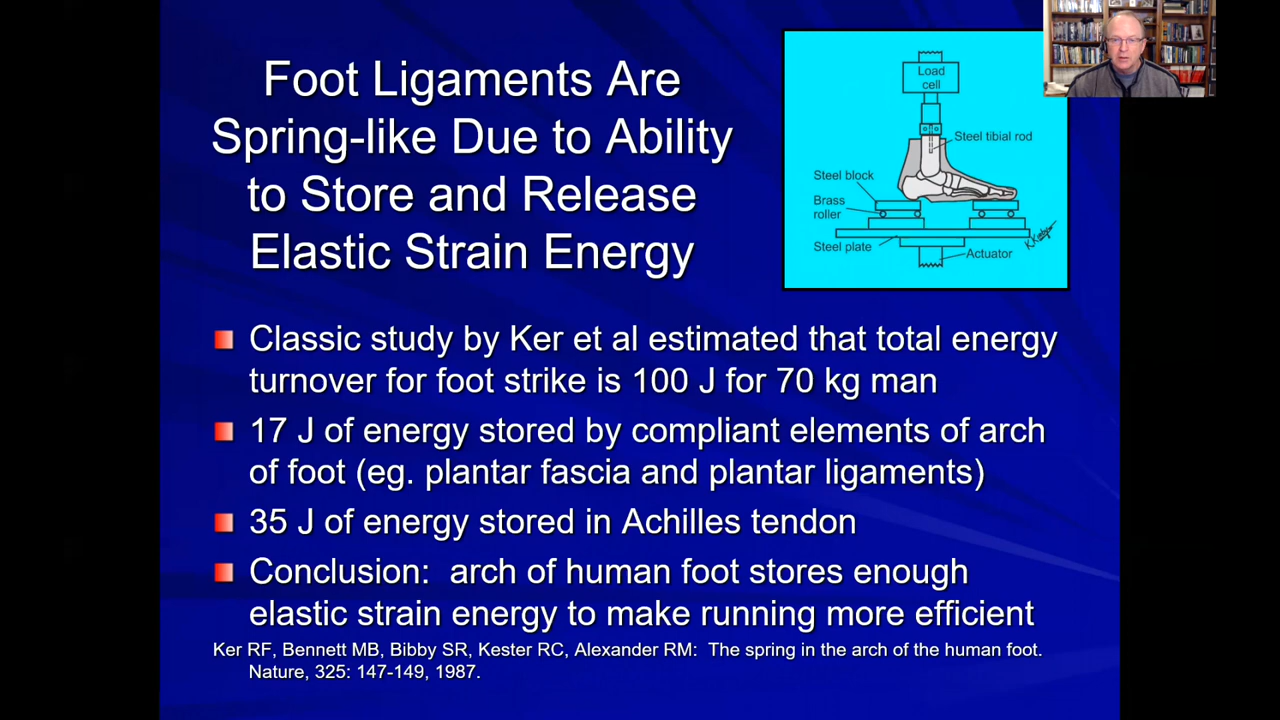 Foot Ligaments Are
Spring-like Due to Ability
to Store and Release
Elastic Strain Energy
Load
cell
Steel tibial rod
Steel block
Brass
roller
Steel plate
Actuator
Classic study by Ker et al estimated that total energy
turnover for foot strike is 100 J for 70 kg man
17 J of energy stored by compliant elements of arch
of foot (eg. plantar fascia and plantar ligaments)
35 J of energy stored in Achilles tendon
Conclusion: arch of human foot stores enough
elastic strain energy to make running more efficient
Ker RF, Bennett MB, Bibby SR, Kester RC, Alexander RM: The spring in the arch of the human foot.
Nature, 325: 147-149, 1987.